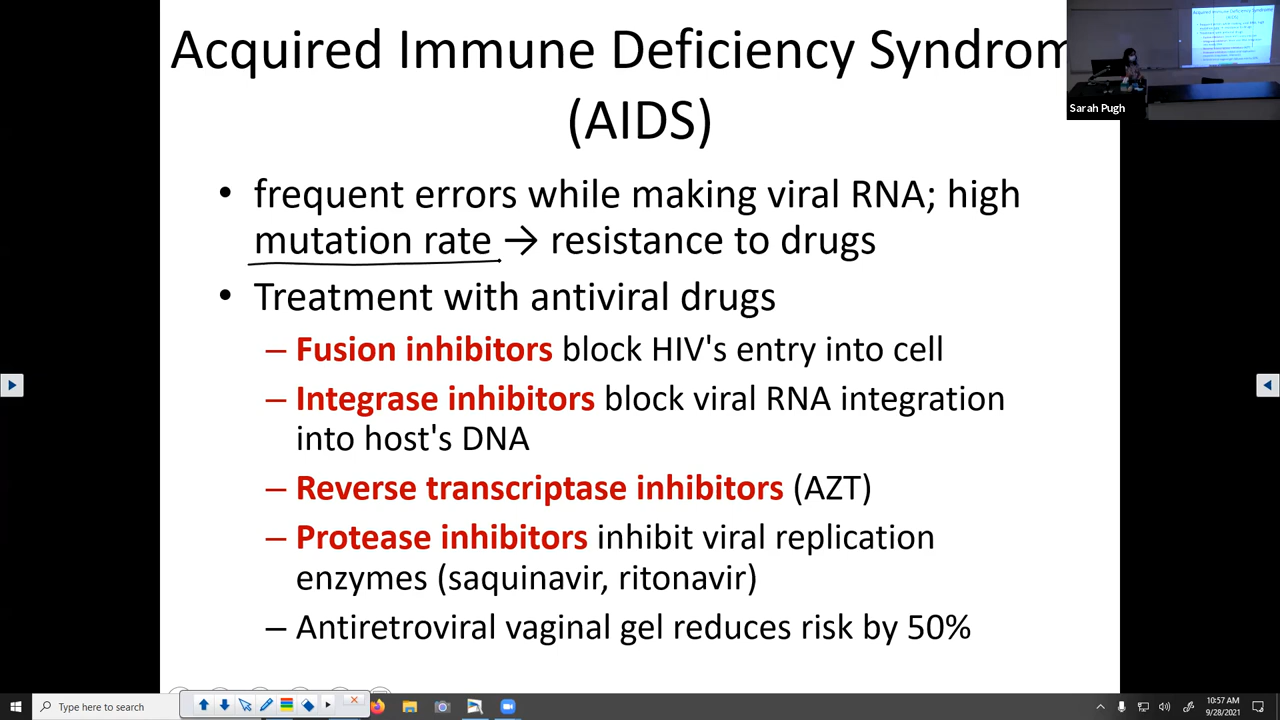 Acquired Immune Deficiency Syndrom
(AIDS)
Sarah Pugh
• frequent errors while making viral RNA; high
mutation rate → resistance to drugs
• Treatment with antiviral drugs
– Fusion inhibitors block HIV's entry into cell
– Integrase inhibitors block viral RNA integration
into host's DNA
– Reverse transcriptase inhibitors (AZT)
– Protease inhibitors inhibit viral replication
enzymes (saquinavir, ritonavir)
– Antiretroviral vaginal gel reduces risk by 50%
Type here to search
10:57 AM
9/28/2021